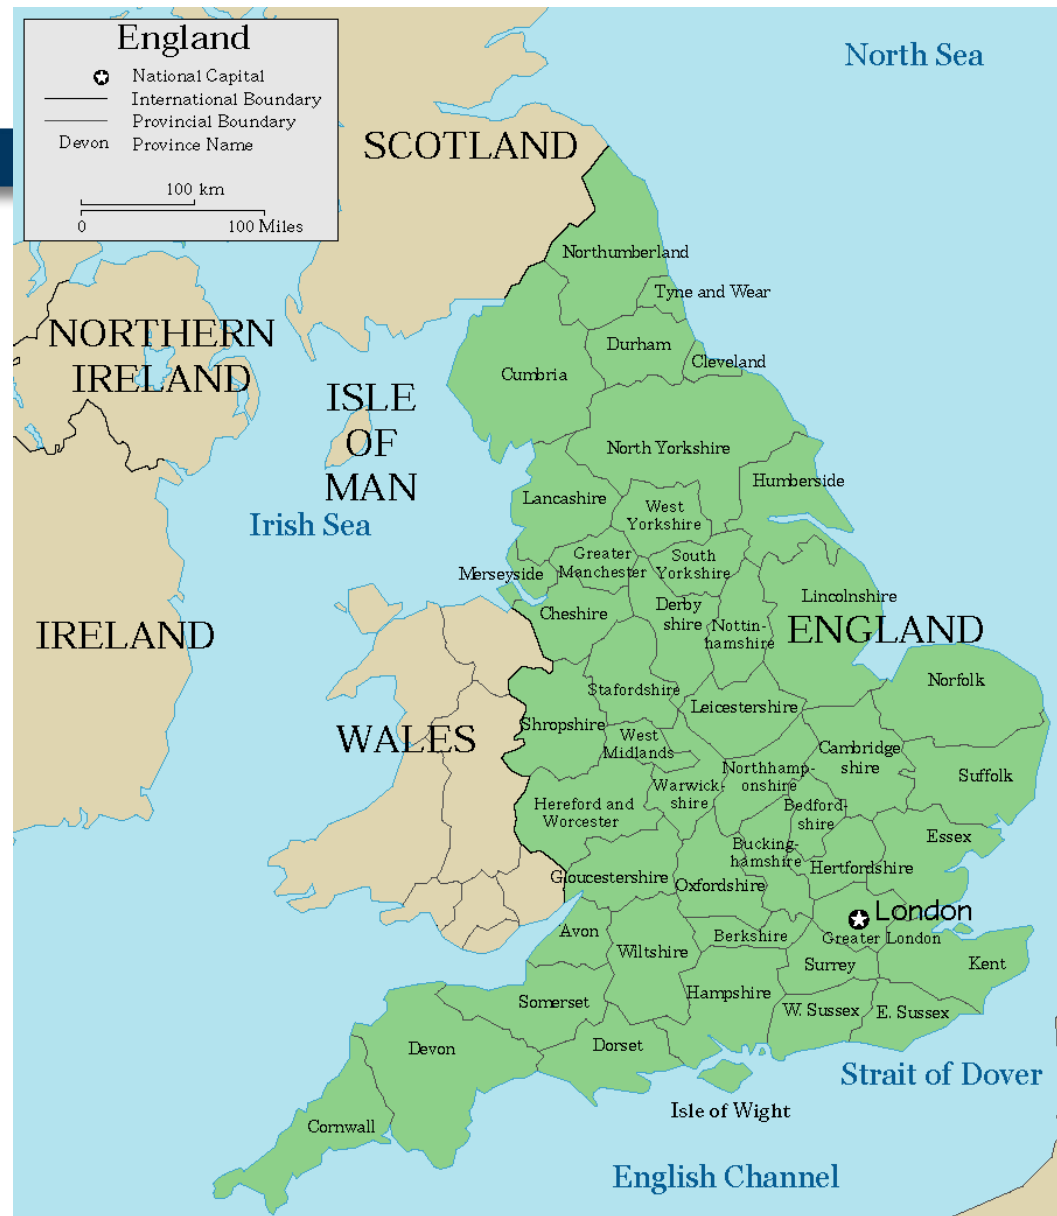 England
National Capital
International Boundary
Provincial Boundary
Devon Province Name
100 km
0 100 Miles
North Sea
SCOTLAND
Northumberland
Tyne and Wear
NORTHERN
IRELAND
Durham
Cleveland
Cumbria
ISLE
OF
MAN
North Yorkshire
Humberside
Lancashire
West
Yorkshire
Irish Sea
Greater
Manchester
South
Yorkshire
Merseyside
Lincolnshire
Cheshire
Derby
shire
Nottin-
hamshire
IRELAND
ENGLAND
Norfolk
Stafordshire
Leicestershire
Shropshire
WALES
West
Midlands
Cambridge
shire
Northhamp-
onshire
Suffolk
Warwick-
shire
Hereford and
Worcester
Bedford-
shire
Essex
Bucking-
hamshire
Hertfordshire
Gloucestershire
Oxfordshire
London
Avon
Berkshire
Greater London
Wiltshire
Surrey
Kent
Hampshire
Somerset
W. Sussex
E. Sussex
Dorset
Devon
Strait of Dover
Isle of Wight
Cornwall
English Channel